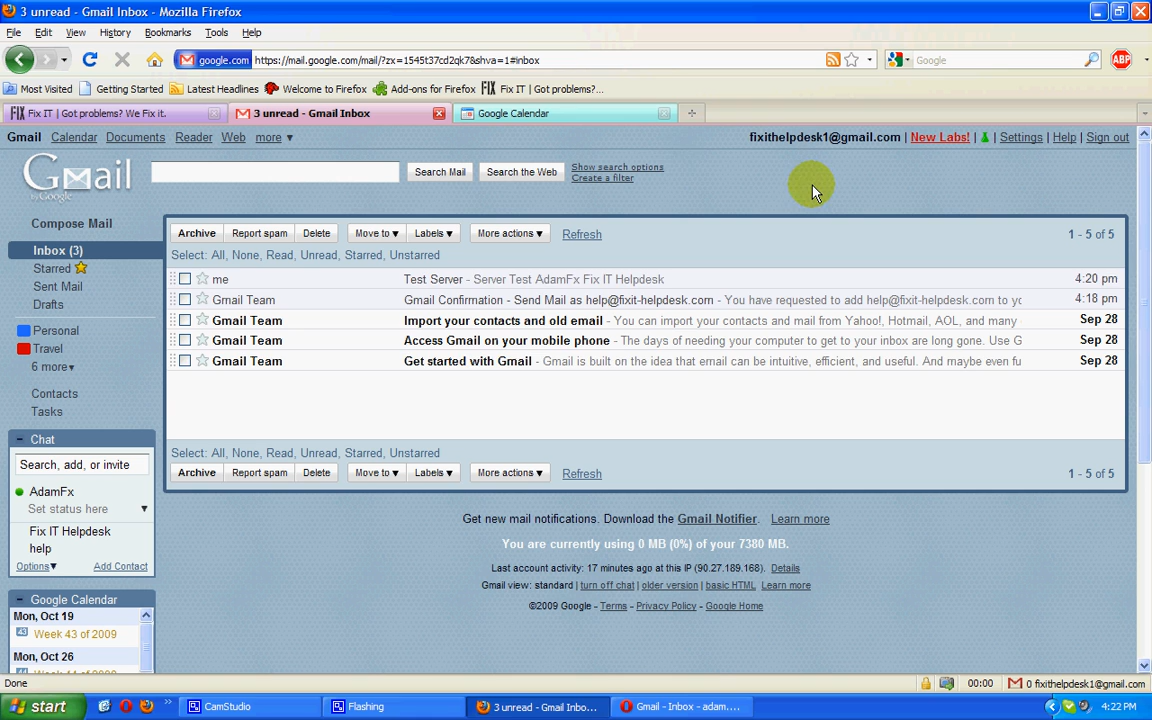 3 unread - Gmail Inbox - Mozilla Firefox
File Edit View History Bookmarks Tools Help
google.com https://mail.google.com/mail/?zx=1545t37cd2qk7&shva=1#inbox Google ABP
Most Visited Getting Started Latest Headlines Welcome to Firefox Add-ons for Firefox FIX Fix IT | Got problems?...
FIX Fix IT | Got problems? We Fix it. 3 unread - Gmail Inbox Google Calendar
Gmail Calendar Documents Reader Web more ▼ fixithelpdesk1@gmail.com | New Labs! | Settings | Help | Sign out
Gmail by Google Search Mail Search the Web Show search options
Create a filter
Compose Mail
Inbox (3)
Starred
Sent Mail
Drafts
Personal
Travel
6 more▼
Contacts
Tasks
Archive Report spam Delete Move to ▼ Labels ▼ More actions ▼ Refresh 1 - 5 of 5
Select: All, None, Read, Unread, Starred, Unstarred
me Test Server - Server Test AdamFx Fix IT Helpdesk 4:20 pm
Gmail Team Gmail Confirmation - Send Mail as help@fixit-helpdesk.com - You have requested to add help@fixit-helpdesk.com to yc 4:18 pm
Gmail Team Import your contacts and old email - You can import your contacts and mail from Yahoo!, Hotmail, AOL, and many Sep 28
Gmail Team Access Gmail on your mobile phone - The days of needing your computer to get to your inbox are long gone. Use G Sep 28
Gmail Team Get started with Gmail - Gmail is built on the idea that email can be intuitive, efficient, and useful. And maybe even fu Sep 28
Select: All, None, Read, Unread, Starred, Unstarred
Archive Report spam Delete Move to ▼ Labels ▼ More actions ▼ Refresh 1 - 5 of 5
Chat
Search, add, or invite
AdamFx
Set status here ▼
Fix IT Helpdesk
help
Options▼ Add Contact
Google Calendar
Mon, Oct 19
43 Week 43 of 2009
Mon, Oct 26
Get new mail notifications. Download the Gmail Notifier. Learn more
You are currently using 0 MB (0%) of your 7380 MB.
Last account activity: 17 minutes ago at this IP (90.27.189.168). Details
Gmail view: standard | turn off chat | older version | basic HTML Learn more
©2009 Google - Terms - Privacy Policy - Google Home
Done 00:00 0 fixithelpdesk1@gmail.com
start CamStudio Flashing 3 unread - Gmail Inbo... Gmail - Inbox - adam.... 4:22 PM